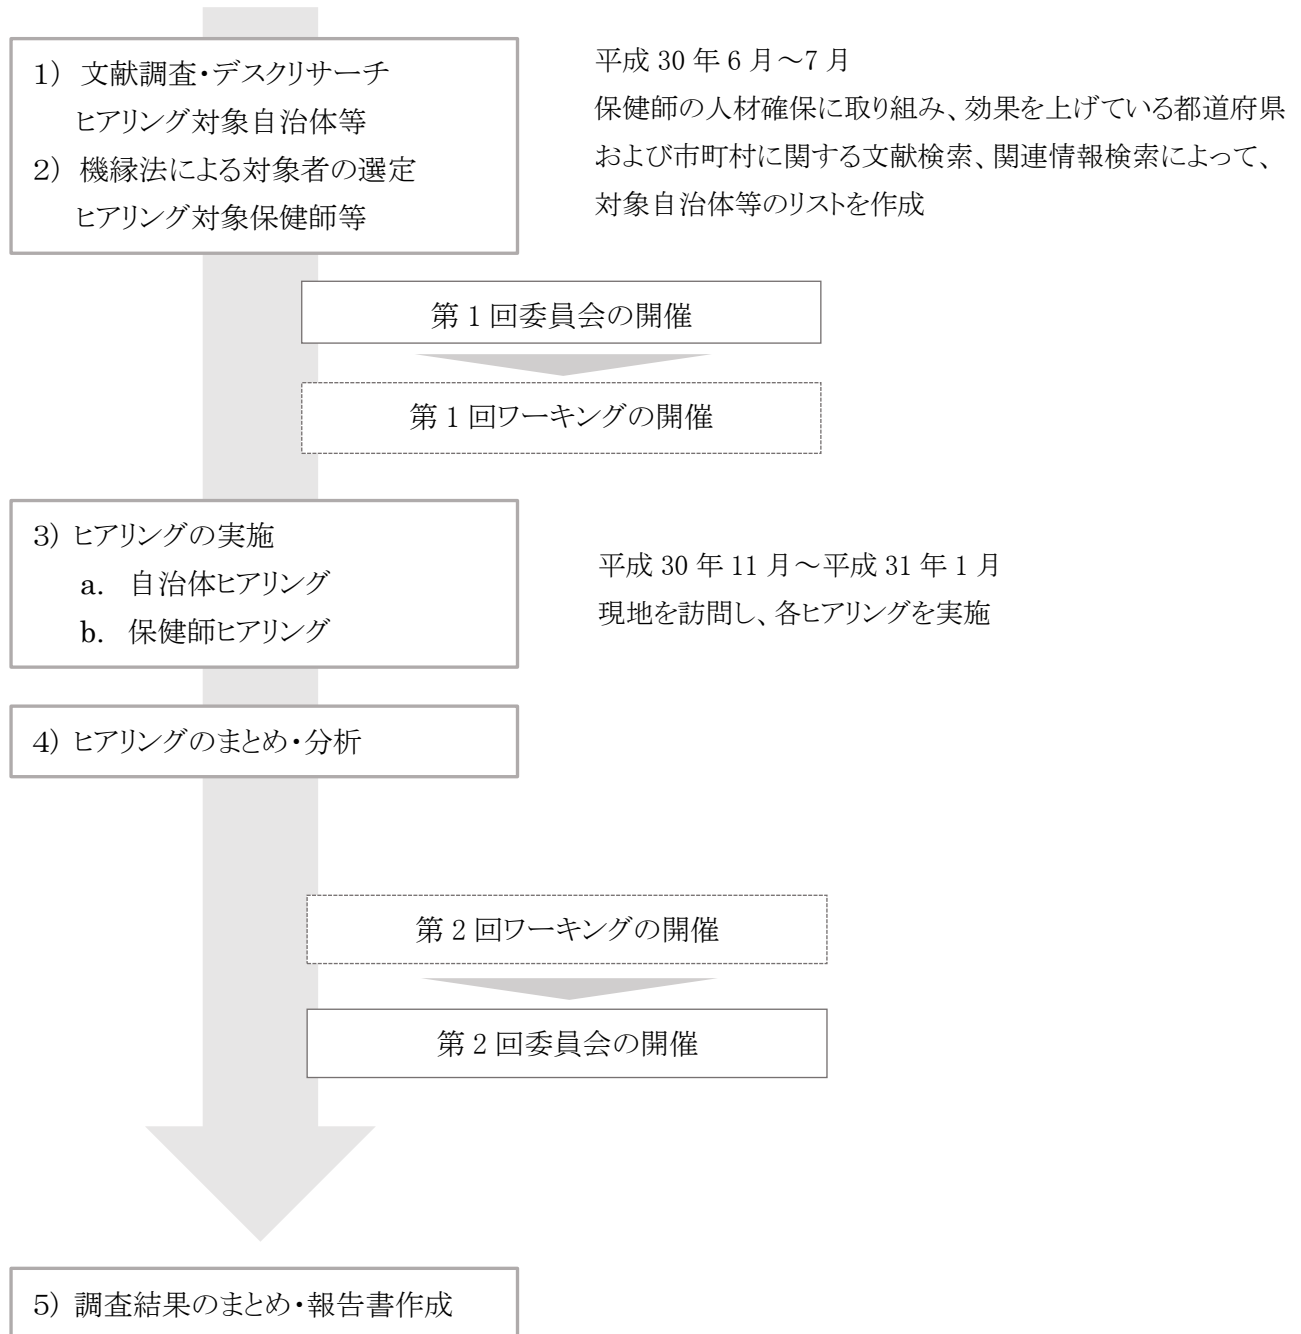 1） 文献調査・デスクリサーチ
ヒアリング対象自治体等
2） 機縁法による対象者の選定
ヒアリング対象保健師等
平成 30 年 6 月～7 月
保健師の人材確保に取り組み、効果を上げている都道府県
および市町村に関する文献検索、関連情報検索によって、
対象自治体等のリストを作成
第 1 回委員会の開催
第 1 回ワーキングの開催
3） ヒアリングの実施
a. 自治体ヒアリング
b. 保健師ヒアリング
平成 30 年 11 月～平成 31 年 1 月
現地を訪問し、各ヒアリングを実施
4） ヒアリングのまとめ・分析
第 2 回ワーキングの開催
第 2 回委員会の開催
5） 調査結果のまとめ・報告書作成